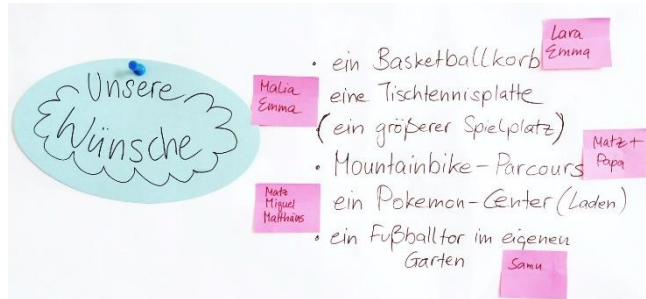 Unsere
Wünsche
Lara
Emma
• ein Basketballkorb
Malia
Emma
eine Tischtennisplatte
(ein größerer Spielplatz)
• Mountainbike-Parcours
Matz +
Papa
Matz
Miguel
Matthäus
ein Pokemon-Center (Laden)
• ein Fußballtor im eigenen
Garten
Samu